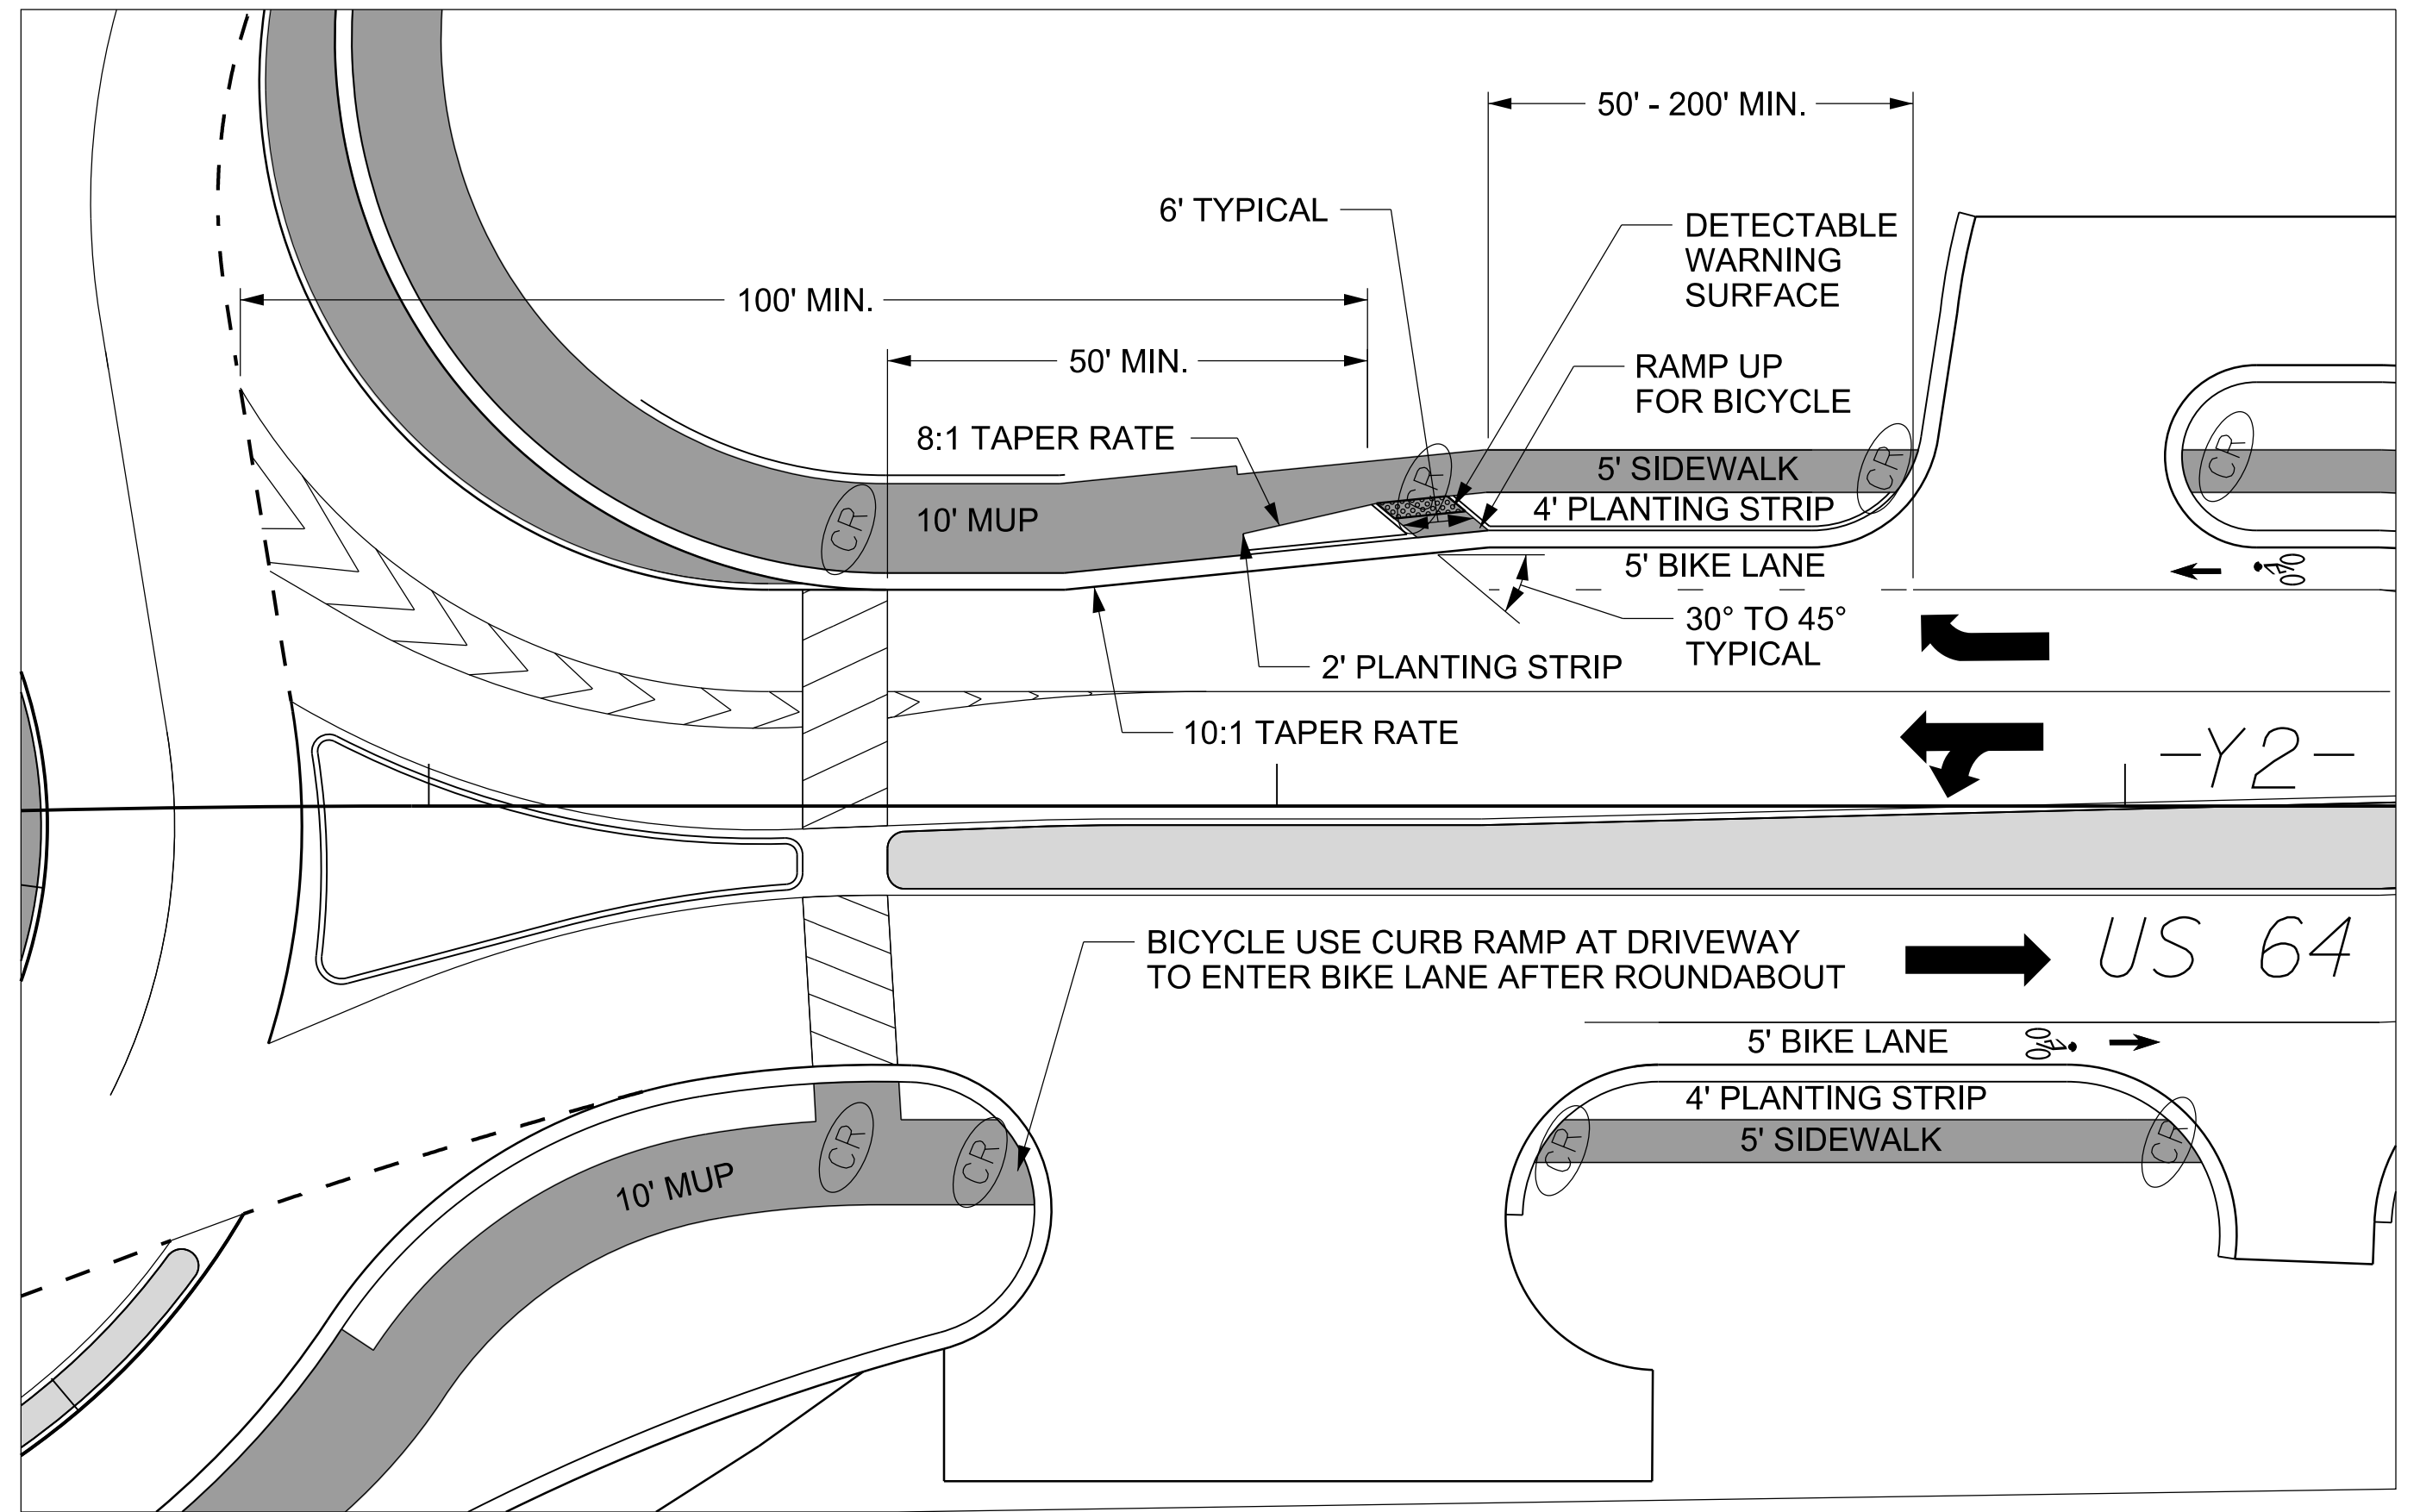 50' - 200' MIN.
6' TYPICAL
DETECTABLE
WARNING
SURFACE
100' MIN.
50' MIN.
RAMP UP
FOR BICYCLE
8:1 TAPER RATE
CR
CR
CR
5' SIDEWALK
4' PLANTING STRIP
CR
10' MUP
5' BIKE LANE
30° TO 45°
TYPICAL
2' PLANTING STRIP
10:1 TAPER RATE
-Y2-
BICYCLE USE CURB RAMP AT DRIVEWAY
TO ENTER BIKE LANE AFTER ROUNDABOUT
US 64
5' BIKE LANE
4' PLANTING STRIP
5' SIDEWALK
CR
CR
CR
CR
10' MUP